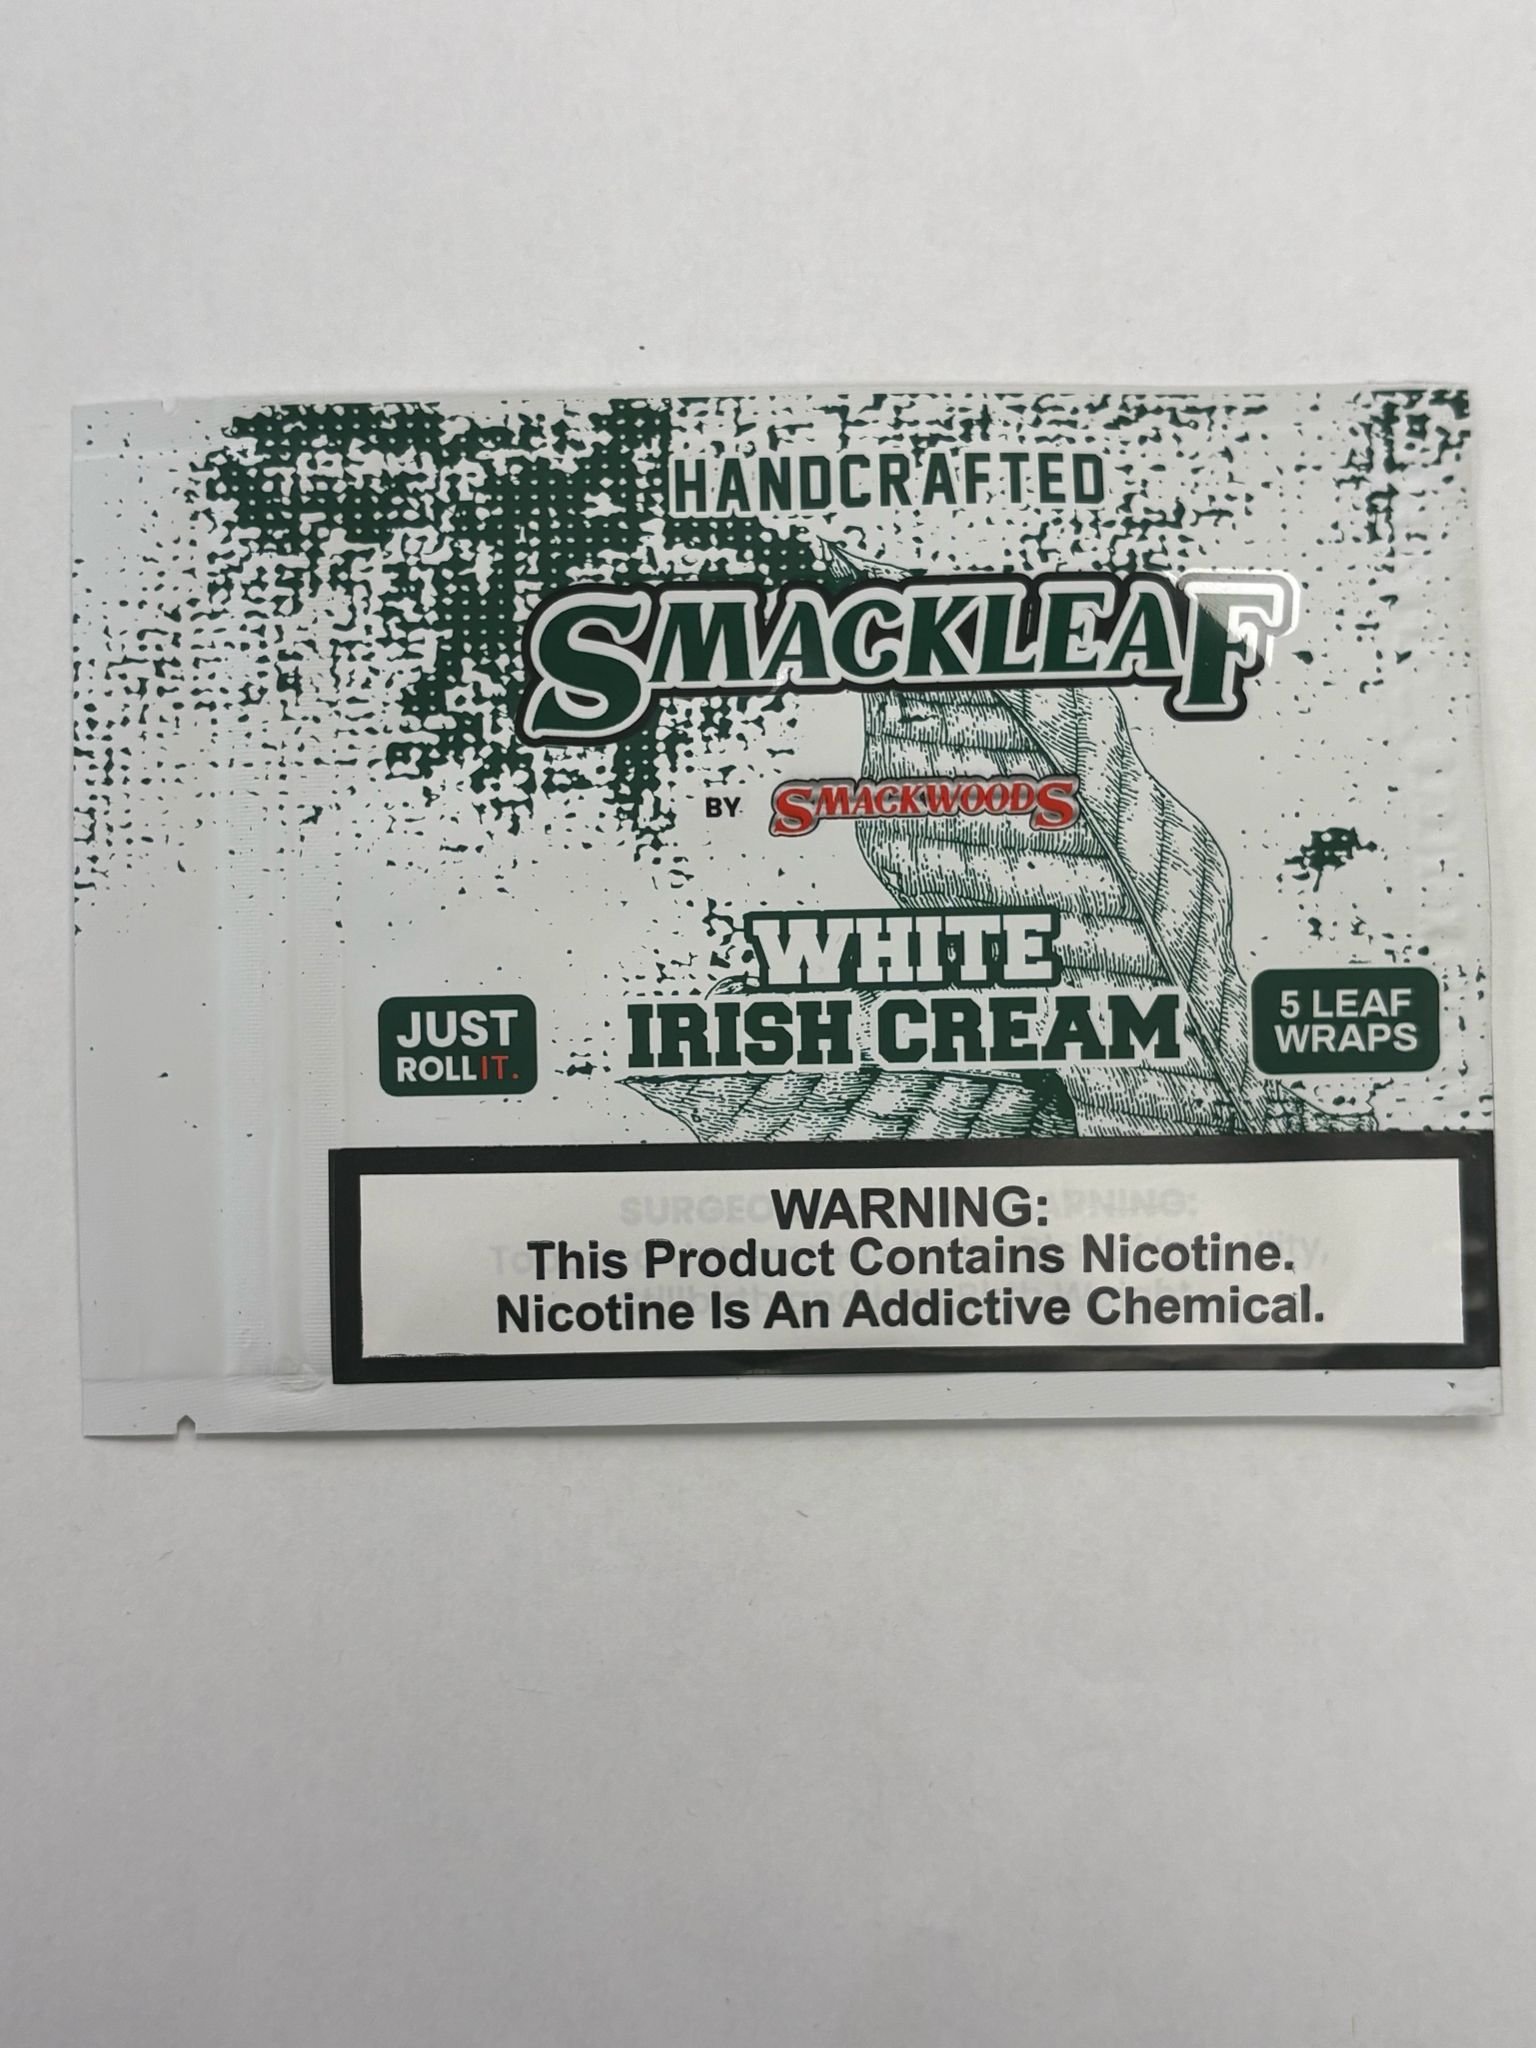 HANDCRAFTED
SMACKLEAF
BY SMACKWOODS
WHITE
IRISH CREAM
JUST
ROLL IT.
5 LEAF
WRAPS
WARNING:
This Product Contains Nicotine.
Nicotine Is An Addictive Chemical.